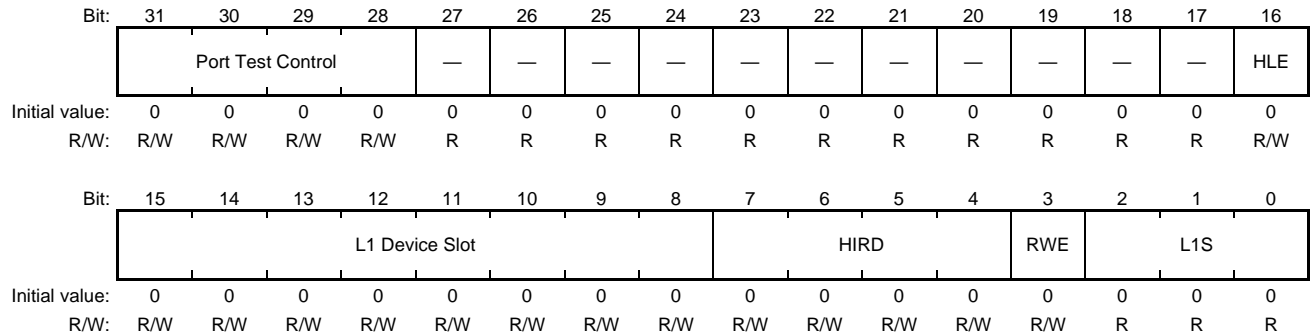 Bit: 31 30 29 28 27 26 25 24 23 22 21 20 19 18 17 16
Port Test Control — — — — — — — — — — — HLE
Initial value: 0 0 0 0 0 0 0 0 0 0 0 0 0 0 0 0
R/W: R/W R/W R/W R/W R R R R R R R R R R R R/W
Bit: 15 14 13 12 11 10 9 8 7 6 5 4 3 2 1 0
L1 Device Slot HIRD RWE L1S
Initial value: 0 0 0 0 0 0 0 0 0 0 0 0 0 0 0 0
R/W: R/W R/W R/W R/W R/W R/W R/W R/W R/W R/W R/W R/W R/W R R R